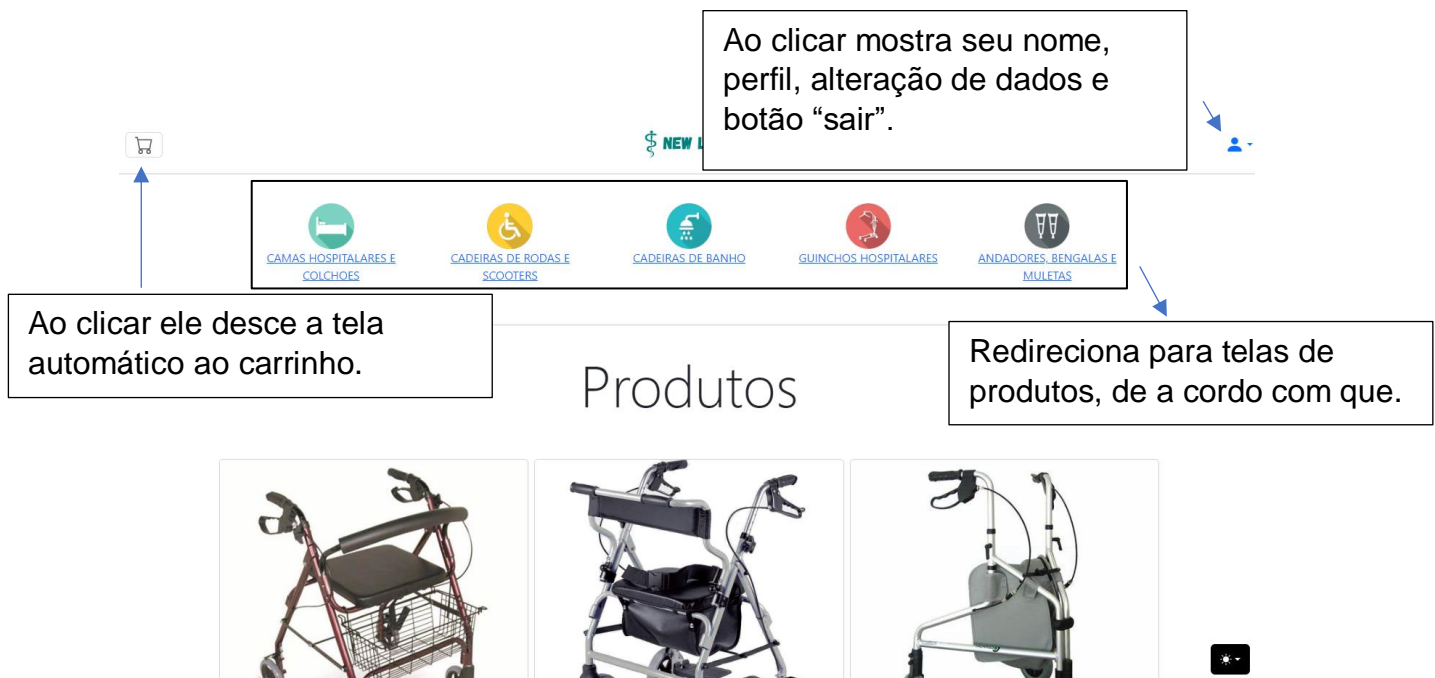 Ao clicar mostra seu nome,
perfil, alteração de dados e
botão “sair”.
NEW
CAMAS HOSPITALARES E
COLCHOES
CADEIRAS DE RODAS E
SCOOTERS
CADEIRAS DE BANHO
GUINCHOS HOSPITALARES
ANDADORES, BENGALAS E
MULETAS
Ao clicar ele desce a tela
automático ao carrinho.
Redireciona para telas de
produtos, de a cordo com que.
Produtos